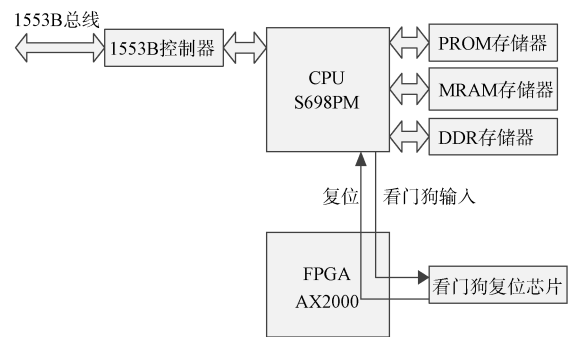 1553B总线
1553B控制器
CPU
S698PM
PROM存储器
MRAM存储器
DDR存储器
复位
看门狗输入
FPGA
AX2000
看门狗复位芯片